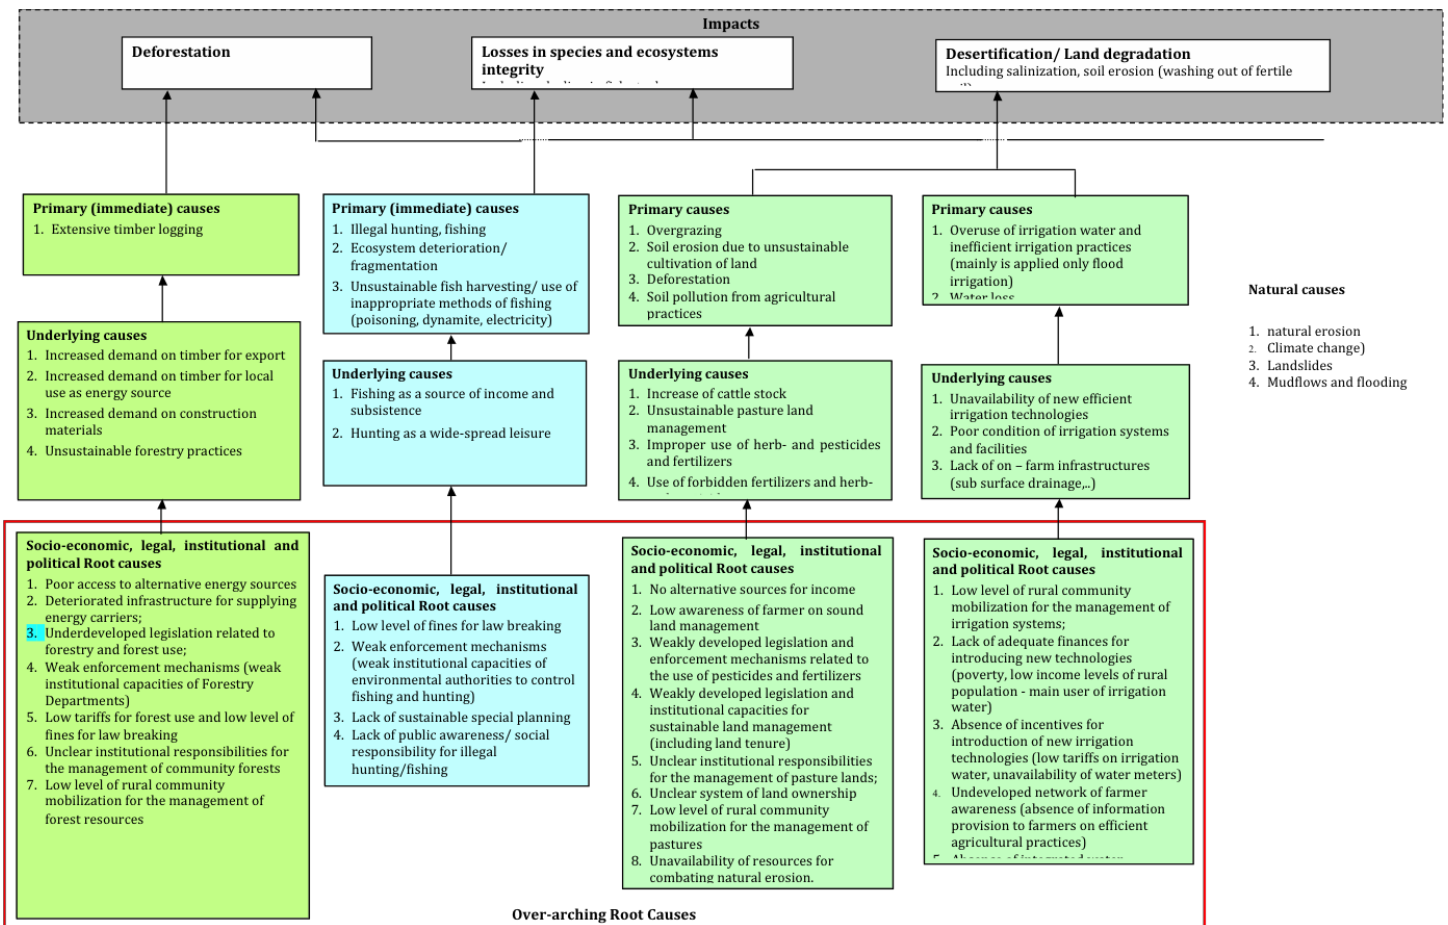 Impacts
Deforestation
Losses in species and ecosystems
integrity
Desertification/ Land degradation
Including salinization, soil erosion (washing out of fertile
Primary (immediate) causes
1. Extensive timber logging
Primary (immediate) causes
1. Illegal hunting, fishing
2. Ecosystem deterioration/
fragmentation
3. Unsustainable fish harvesting/ use of
inappropriate methods of fishing
(poisoning, dynamite, electricity)
Primary causes
1. Overgrazing
2. Soil erosion due to unsustainable
cultivation of land
3. Deforestation
4. Soil pollution from agricultural
practices
Primary causes
1. Overuse of irrigation water and
inefficient irrigation practices
(mainly is applied only flood
irrigation)
2. Water loss
Natural causes
1. natural erosion
2. Climate change)
3. Landslides
4. Mudflows and flooding
Underlying causes
1. Increased demand on timber for export
2. Increased demand on timber for local
use as energy source
3. Increased demand on construction
materials
4. Unsustainable forestry practices
Underlying causes
1. Fishing as a source of income and
subsistence
2. Hunting as a wide-spread leisure
Underlying causes
1. Increase of cattle stock
2. Unsustainable pasture land
management
3. Improper use of herb- and pesticides
and fertilizers
4. Use of forbidden fertilizers and herb-
Underlying causes
1. Unavailability of new efficient
irrigation technologies
2. Poor condition of irrigation systems
and facilities
3. Lack of on – farm infrastructures
(sub surface drainage,..)
Socio-economic, legal, institutional and
political Root causes
1. Poor access to alternative energy sources
2. Deteriorated infrastructure for supplying
energy carriers;
3. Underdeveloped legislation related to
forestry and forest use;
4. Weak enforcement mechanisms (weak
institutional capacities of Forestry
Departments)
5. Low tariffs for forest use and low level of
fines for law breaking
6. Unclear institutional responsibilities for
the management of community forests
7. Low level of rural community
mobilization for the management of
forest resources
Socio-economic, legal, institutional
and political Root causes
1. Low level of fines for law breaking
2. Weak enforcement mechanisms
(weak institutional capacities of
environmental authorities to control
fishing and hunting)
3. Lack of sustainable special planning
4. Lack of public awareness/ social
responsibility for illegal
hunting/fishing
Socio-economic, legal, institutional
and political Root causes
1. No alternative sources for income
2. Low awareness of farmer on sound
land management
3. Weakly developed legislation and
enforcement mechanisms related to
the use of pesticides and fertilizers
4. Weakly developed legislation and
institutional capacities for
sustainable land management
(including land tenure)
5. Unclear institutional responsibilities
for the management of pasture lands;
6. Unclear system of land ownership
7. Low level of rural community
mobilization for the management of
pastures
8. Unavailability of resources for
combating natural erosion.
Socio-economic, legal, institutional
and political Root causes
1. Low level of rural community
mobilization for the management of
irrigation systems;
2. Lack of adequate finances for
introducing new technologies
(poverty, low income levels of rural
population - main user of irrigation
water)
3. Absence of incentives for
introduction of new irrigation
technologies (low tariffs on irrigation
water, unavailability of water meters)
4. Undeveloped network of farmer
awareness (absence of information
provision to farmers on efficient
agricultural practices)
Over-arching Root Causes